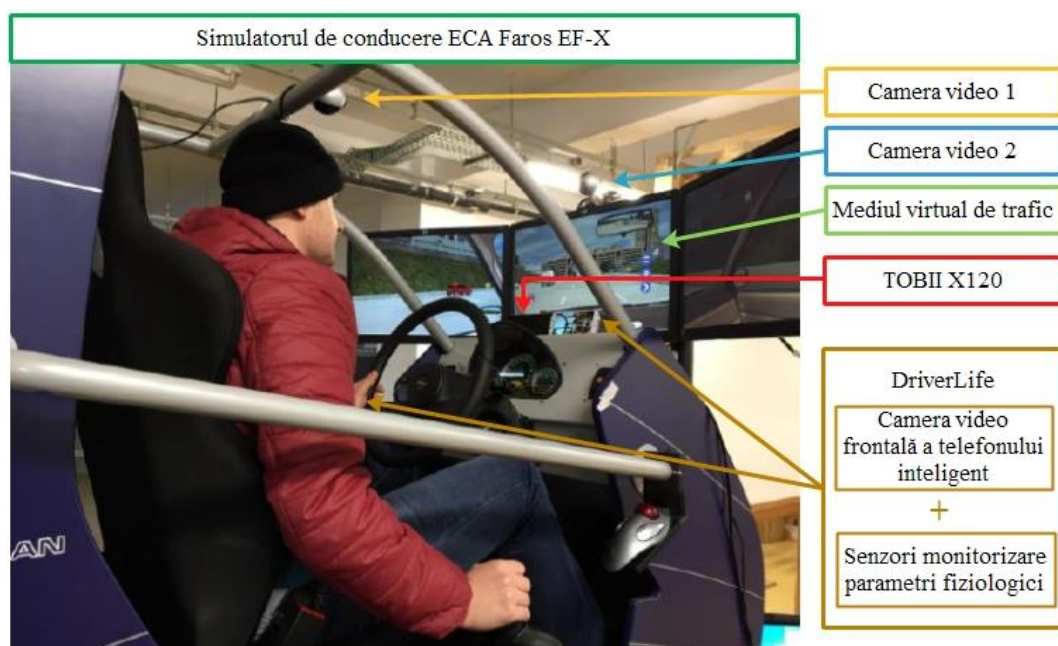 Simulatorul de conducere ECA Faros EF-X
Camera video 1
Camera video 2
Mediul virtual de trafic
TOBII X120
DriverLife
Camera video
frontală a telefonului
inteligent
+
Senzori monitorizare
parametri fiziologici
AN